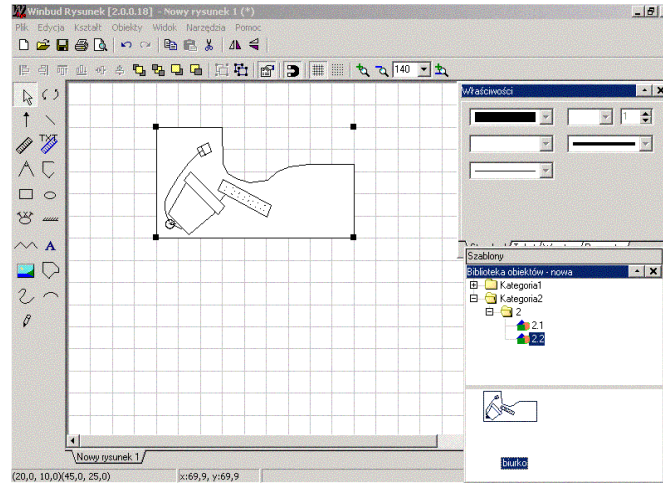 Winbud Rysunek [2.0.0.18] - Nowy rysunek 1 (*)
Plik Edycja Kształt Obiekty Widok Narzędzia Pomoc
140
TXT
A
Właściwości
1
Szablony
Biblioteka obiektów - nowa
Kategoria1
Kategoria2
2
2.1
2.2
biurko
Nowy rysunek 1
(20,0, 10,0)(45,0, 25,0) x:69,9, y:69,9